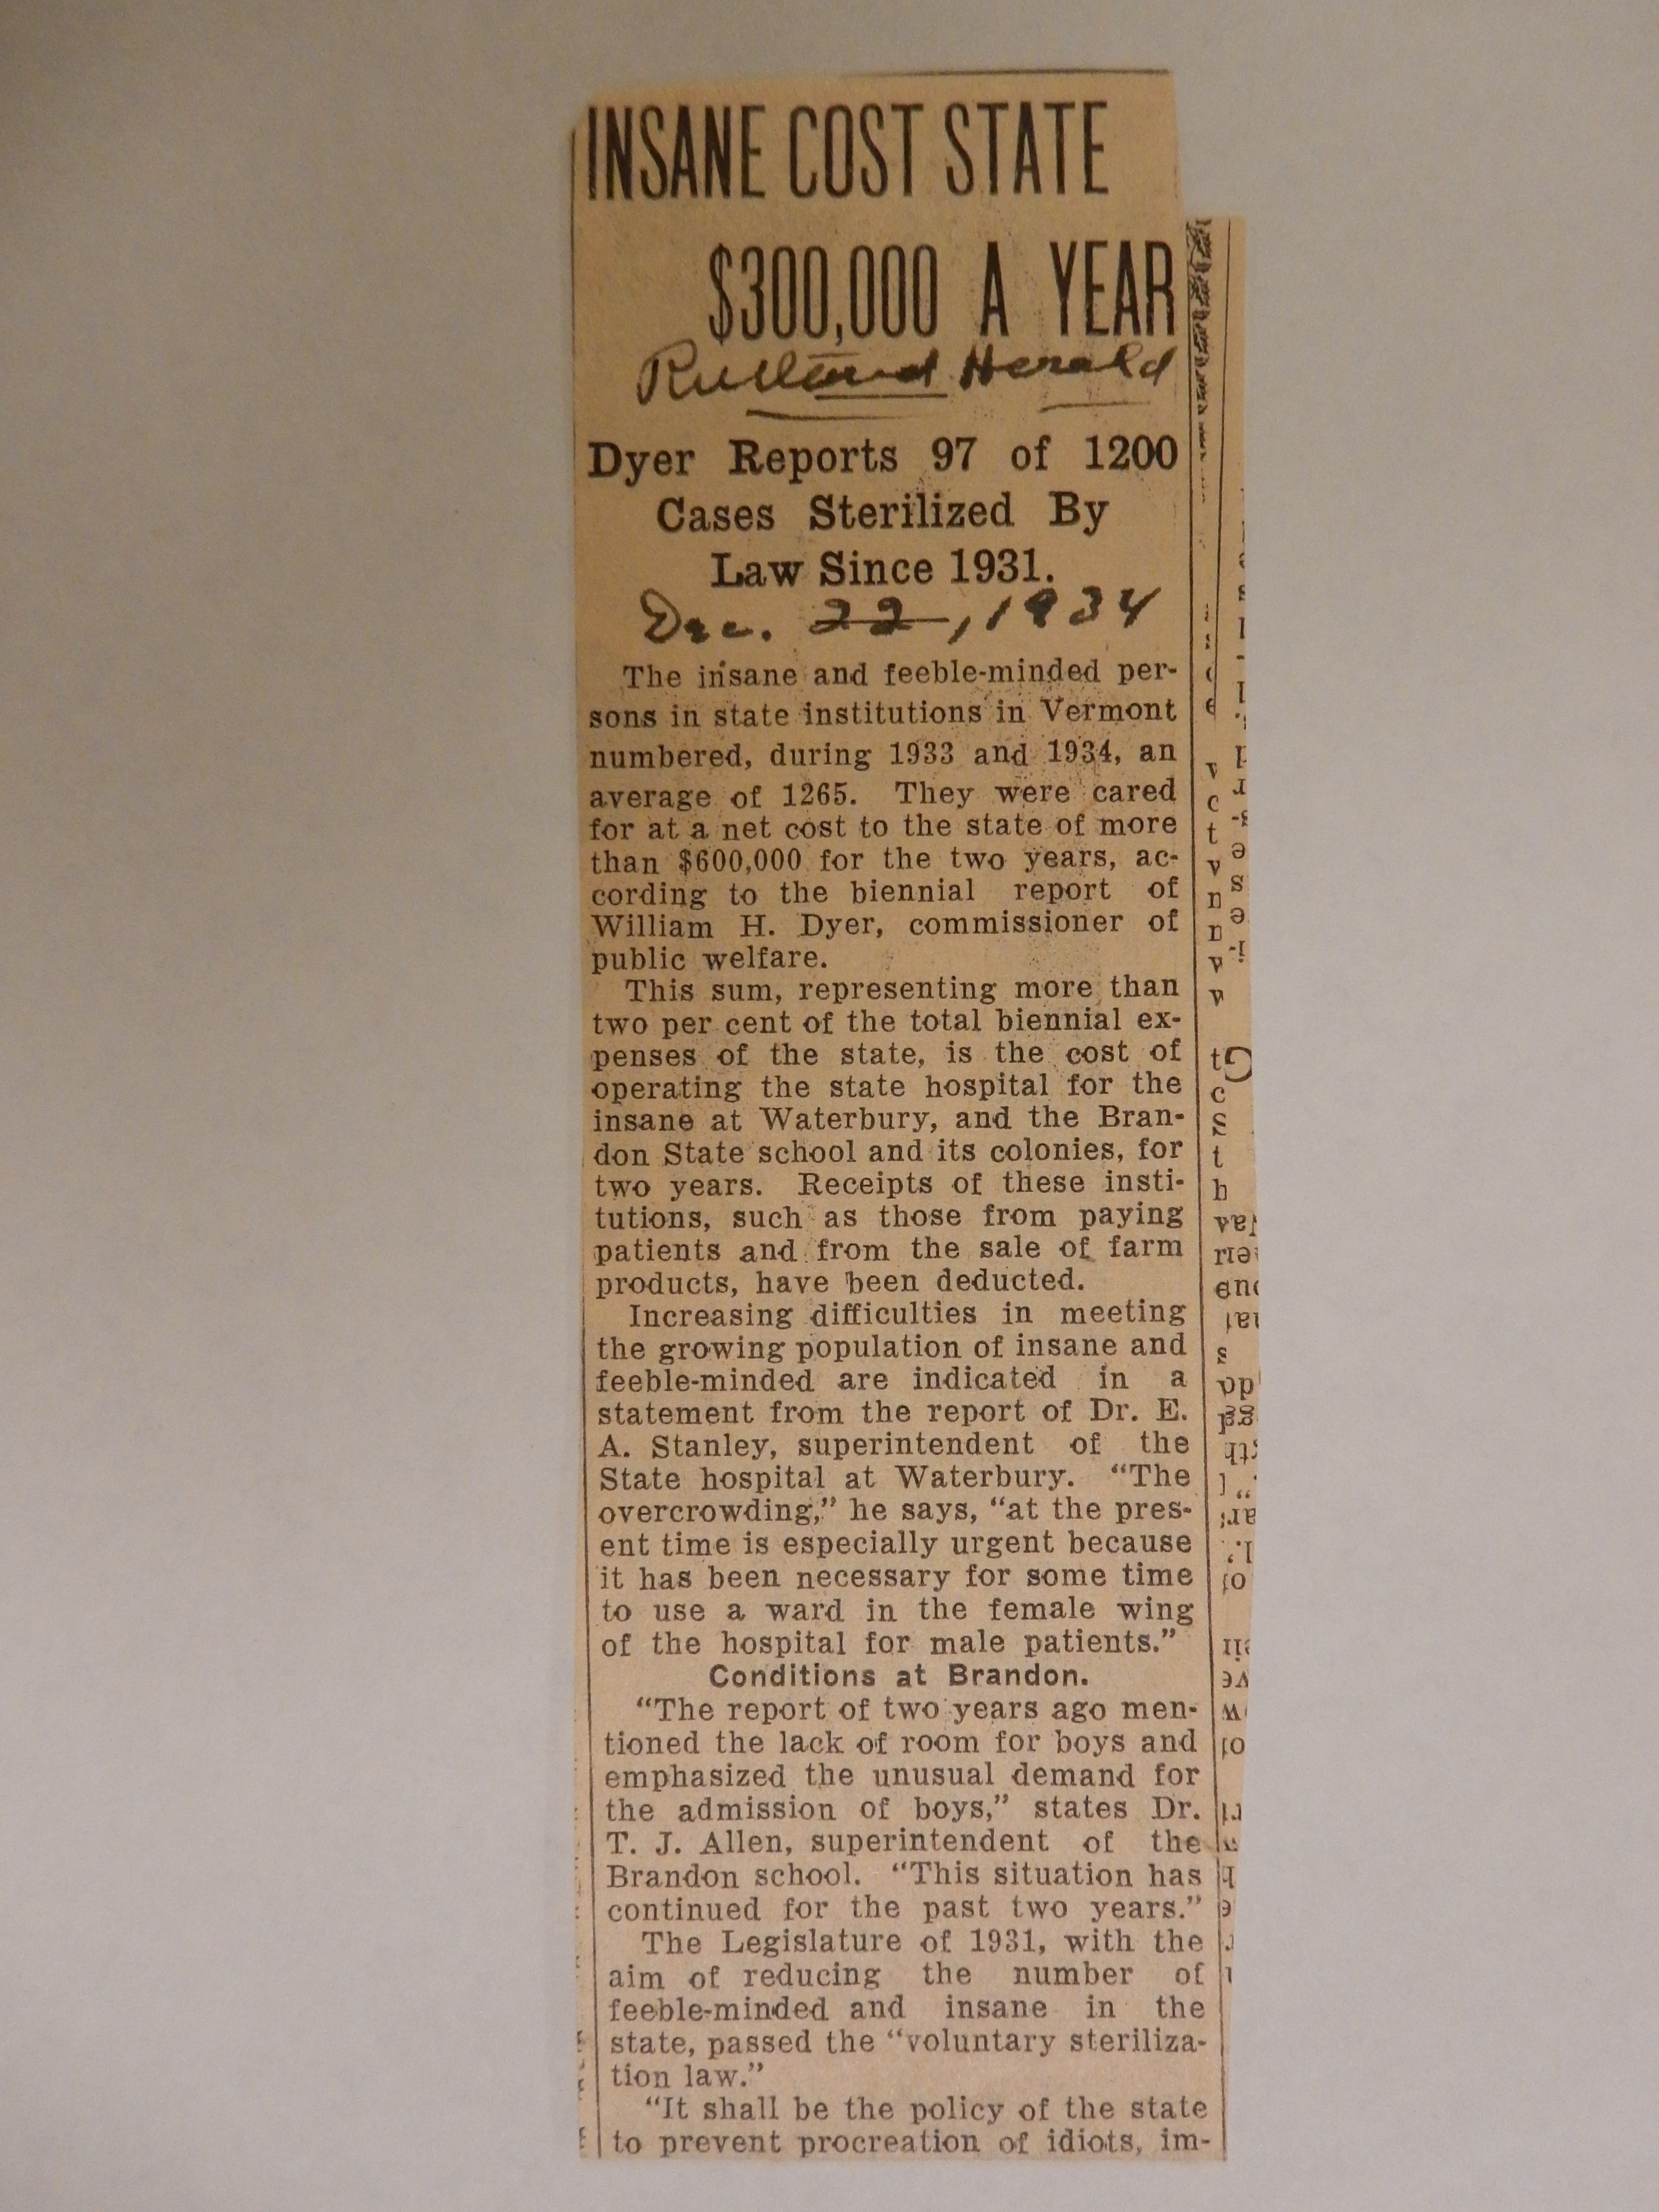 INSANE COST STATE
$300,000 A YEAR
Rutland Herald
Dyer Reports 97 of 1200
Cases Sterilized By
Law Since 1931.
Dec. 22, 1934
The insane and feeble-minded per-
sons in state institutions in Vermont
numbered, during 1933 and 1934, an
average of 1265. They were cared
for at a net cost to the state of more
than $600,000 for the two years, ac-
cording to the biennial report of
William H. Dyer, commissioner of
public welfare.
This sum, representing more than
two per cent of the total biennial ex-
penses of the state, is the cost of
operating the state hospital for the
insane at Waterbury, and the Bran-
don State school and its colonies, for
two years. Receipts of these insti-
tutions, such as those from paying
patients and from the sale of farm
products, have been deducted.
Increasing difficulties in meeting
the growing population of insane and
feeble-minded are indicated in a
statement from the report of Dr. E.
A. Stanley, superintendent of the
State hospital at Waterbury. “The
overcrowding,” he says, “at the pres-
ent time is especially urgent because
it has been necessary for some time
to use a ward in the female wing
of the hospital for male patients.”
Conditions at Brandon.
“The report of two years ago men-
tioned the lack of room for boys and
emphasized the unusual demand for
the admission of boys,” states Dr.
T. J. Allen, superintendent of the
Brandon school. “This situation has
continued for the past two years.”
The Legislature of 1931, with the
aim of reducing the number of
feeble-minded and insane in the
state, passed the “voluntary steriliza-
tion law.”
“It shall be the policy of the state
to prevent procreation of idiots, im-